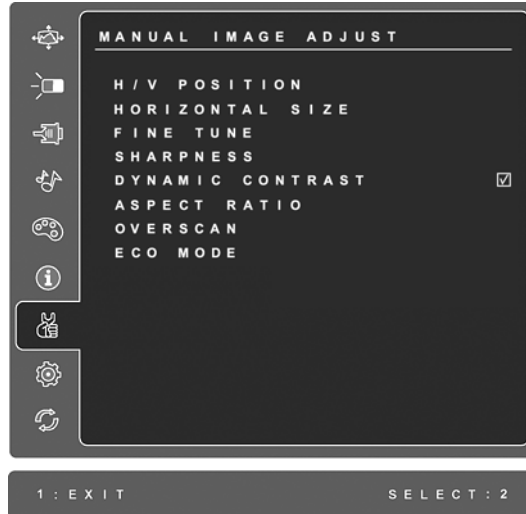 MANUAL IMAGE ADJUST
H/V POSITION
HORIZONTAL SIZE
FINE TUNE
SHARPNESS
DYNAMIC CONTRAST
ASPECT RATIO
OVERSCAN
ECO MODE
1:EXIT SELECT:2